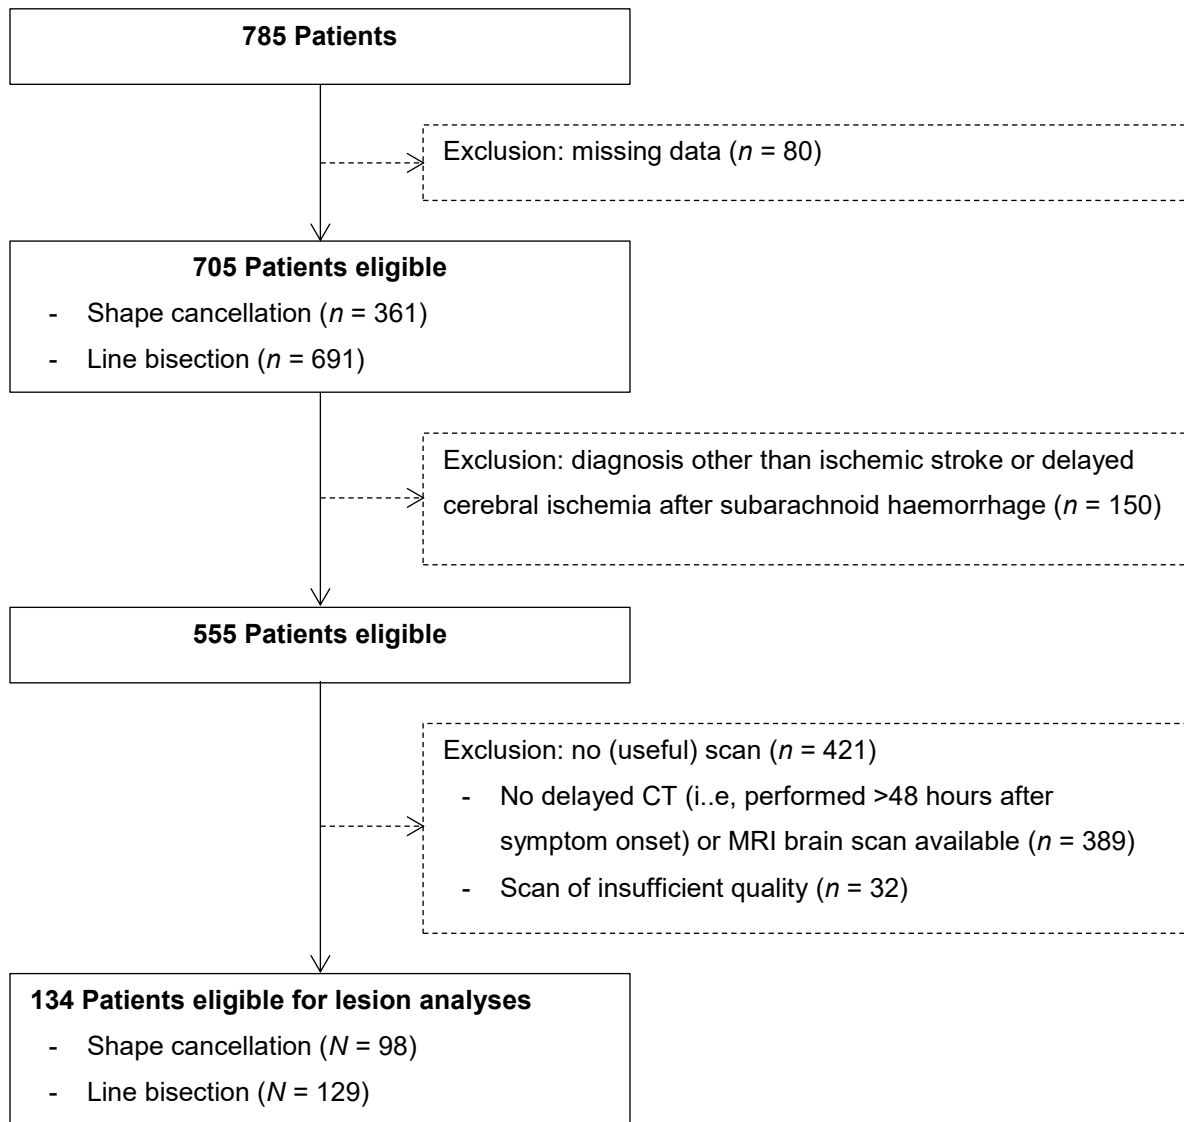 785 Patients
Exclusion: missing data (n = 80)
705 Patients eligible
- Shape cancellation (n = 361)
- Line bisection (n = 691)
Exclusion: diagnosis other than ischemic stroke or delayed
cerebral ischemia after subarachnoid haemorrhage (n = 150)
555 Patients eligible
Exclusion: no (useful) scan (n = 421)
- No delayed CT (i..e, performed >48 hours after
symptom onset) or MRI brain scan available (n = 389)
- Scan of insufficient quality (n = 32)
134 Patients eligible for lesion analyses
- Shape cancellation (N = 98)
- Line bisection (N = 129)